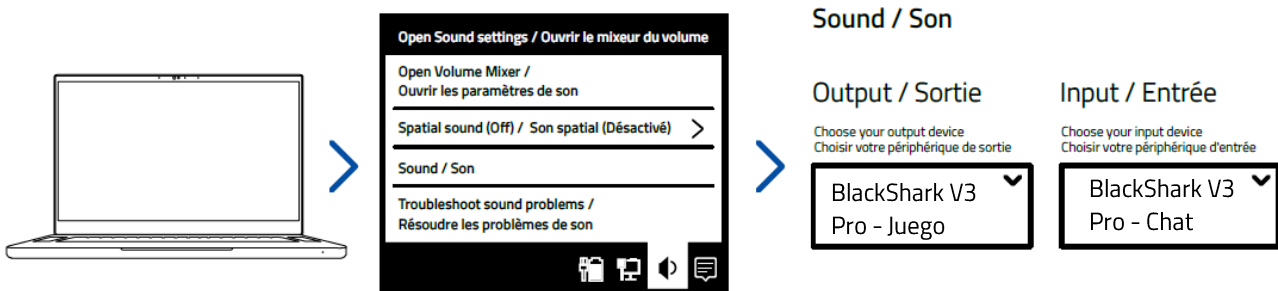 Open Sound settings / Ouvrir le mixeur du volume
Open Volume Mixer /
Ouvrir les paramètres de son
Spatial sound (Off) / Son spatial (Désactivé)
Sound / Son
Troubleshoot sound problems /
Résoudre les problèmes de son
Sound / Son
Output / Sortie
Choose your output device
Choisir votre périphérique de sortie
BlackShark V3
Pro - Juego
Input / Entrée
Choose your input device
Choisir votre périphérique d'entrée
BlackShark V3
Pro - Chat